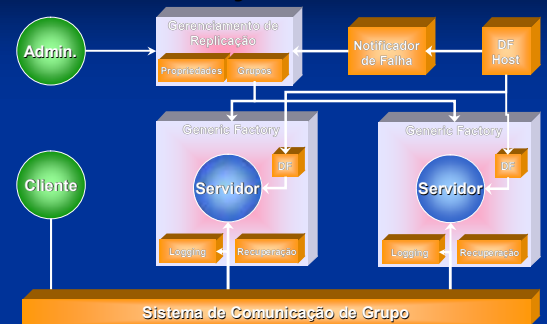 Gerenciamento de
Replicação
Admin.
Propriedades
Grupos
Notificador
de Falha
DF
Host
Generic Factory
Generic Factory
DF
DF
Cliente
Servidor
Servidor
Logging
Recuperação
Logging
Recuperação
Sistema de Comunicação de Grupo